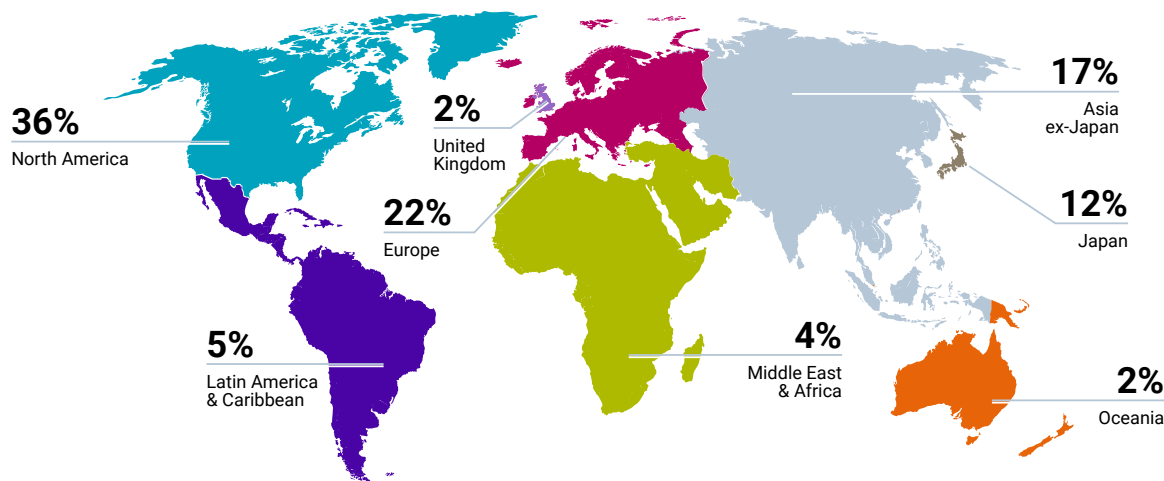 36%
North America
2%
United
Kingdom
22%
Europe
5%
Latin America
& Caribbean
17%
Asia
ex-Japan
12%
Japan
4%
Middle East
& Africa
2%
Oceania